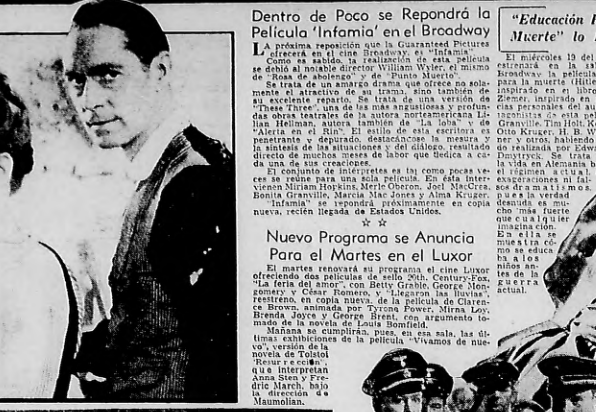 Dentro de Poco se Repondrá la
Película 'Infamia' en el Broadway
LA próxima reposición que la Guaranteed Pictures
ofrecerá en el cine Broadway, es "Infamia".
Como es sabido, la realización de esta película
se debió al notable director William Wyler, el mismo
de "Rosa de abolengo" y de "Punto Muerto".
Se trata de un amargo drama que ofrece no sola-
mente el atractivo de su trama, sino también de
su excelente reparto. Se trata de una versión de
"These Three", una de las más angustiosas y profun-
das obras teatrales de la autora norteamericana Li-
lian Hellman, autora también de "La loba" y de
"Alerta en el Rin". El estilo de esta escritora es
penetrante y depurado, destacándose la mesura y
la síntesis de las situaciones y del diálogo, resultado
directo de muchos meses de labor que dedica a ca-
da una de sus creaciones.
El conjunto de intérpretes es tal como pocas ve-
ces se reúne para una sola película. En ésta inter-
vienen Miriam Hopkins, Merle Oberon, Joel MacCrea,
Bonita Granville, Marcia Mae Jones y Alma Kruger.
"Infamia" se repondrá próximamente en copia
nueva, recién llegada de Estados Unidos.
☆ ☆
Nuevo Programa se Anuncia
Para el Martes en el Luxor
El martes renovará su programa el cine Luxor
ofreciendo dos películas de sello 20th. Century-Fox,
"La feria del amor", con Betty Grable, George Mon-
gomery y César Romero, y "Llegaron las lluvias",
reestreno, en copia nueva, de la película de Claren-
ce Brown, animada por Tyrone Power, Mirna Loy,
Brenda Joyce y George Brent, con argumento to-
mado de la novela de Louis Bomfield.
Mañana se cumplirán, pues, en esa sala, las úl-
timas exhibiciones de la película "Vivamos de nue-
vo", versión de la
novela de Tolstoi
"Resurrección",
que interpretan
Anna Sten y Fre-
dric March, bajo
la dirección de
Maumolian.
"Educación
Muerte" lo
El miércoles 19 del
estrenará en la sa
Broadway la película
para la muerte (Hitle
inspirado en el libro
Ziemer, inspirado en
cias personales del au
tagonistas de esta pel
Granville, Tim Holt, K
Otto Kruger, H. B. W
ner y otros, habiendo
do realizada por Edwa
Dmytryck. Se trata
la vida en Alemania b
el régimen actual,
exageraciones ni fal-
sos dramatismos,
pues la verdad
desnuda es mu-
cho más fuerte
que cualquier
imaginación.
En ella se
muestra có-
mo se educa-
ba a los
niños an-
tes de la
guerra
actual.